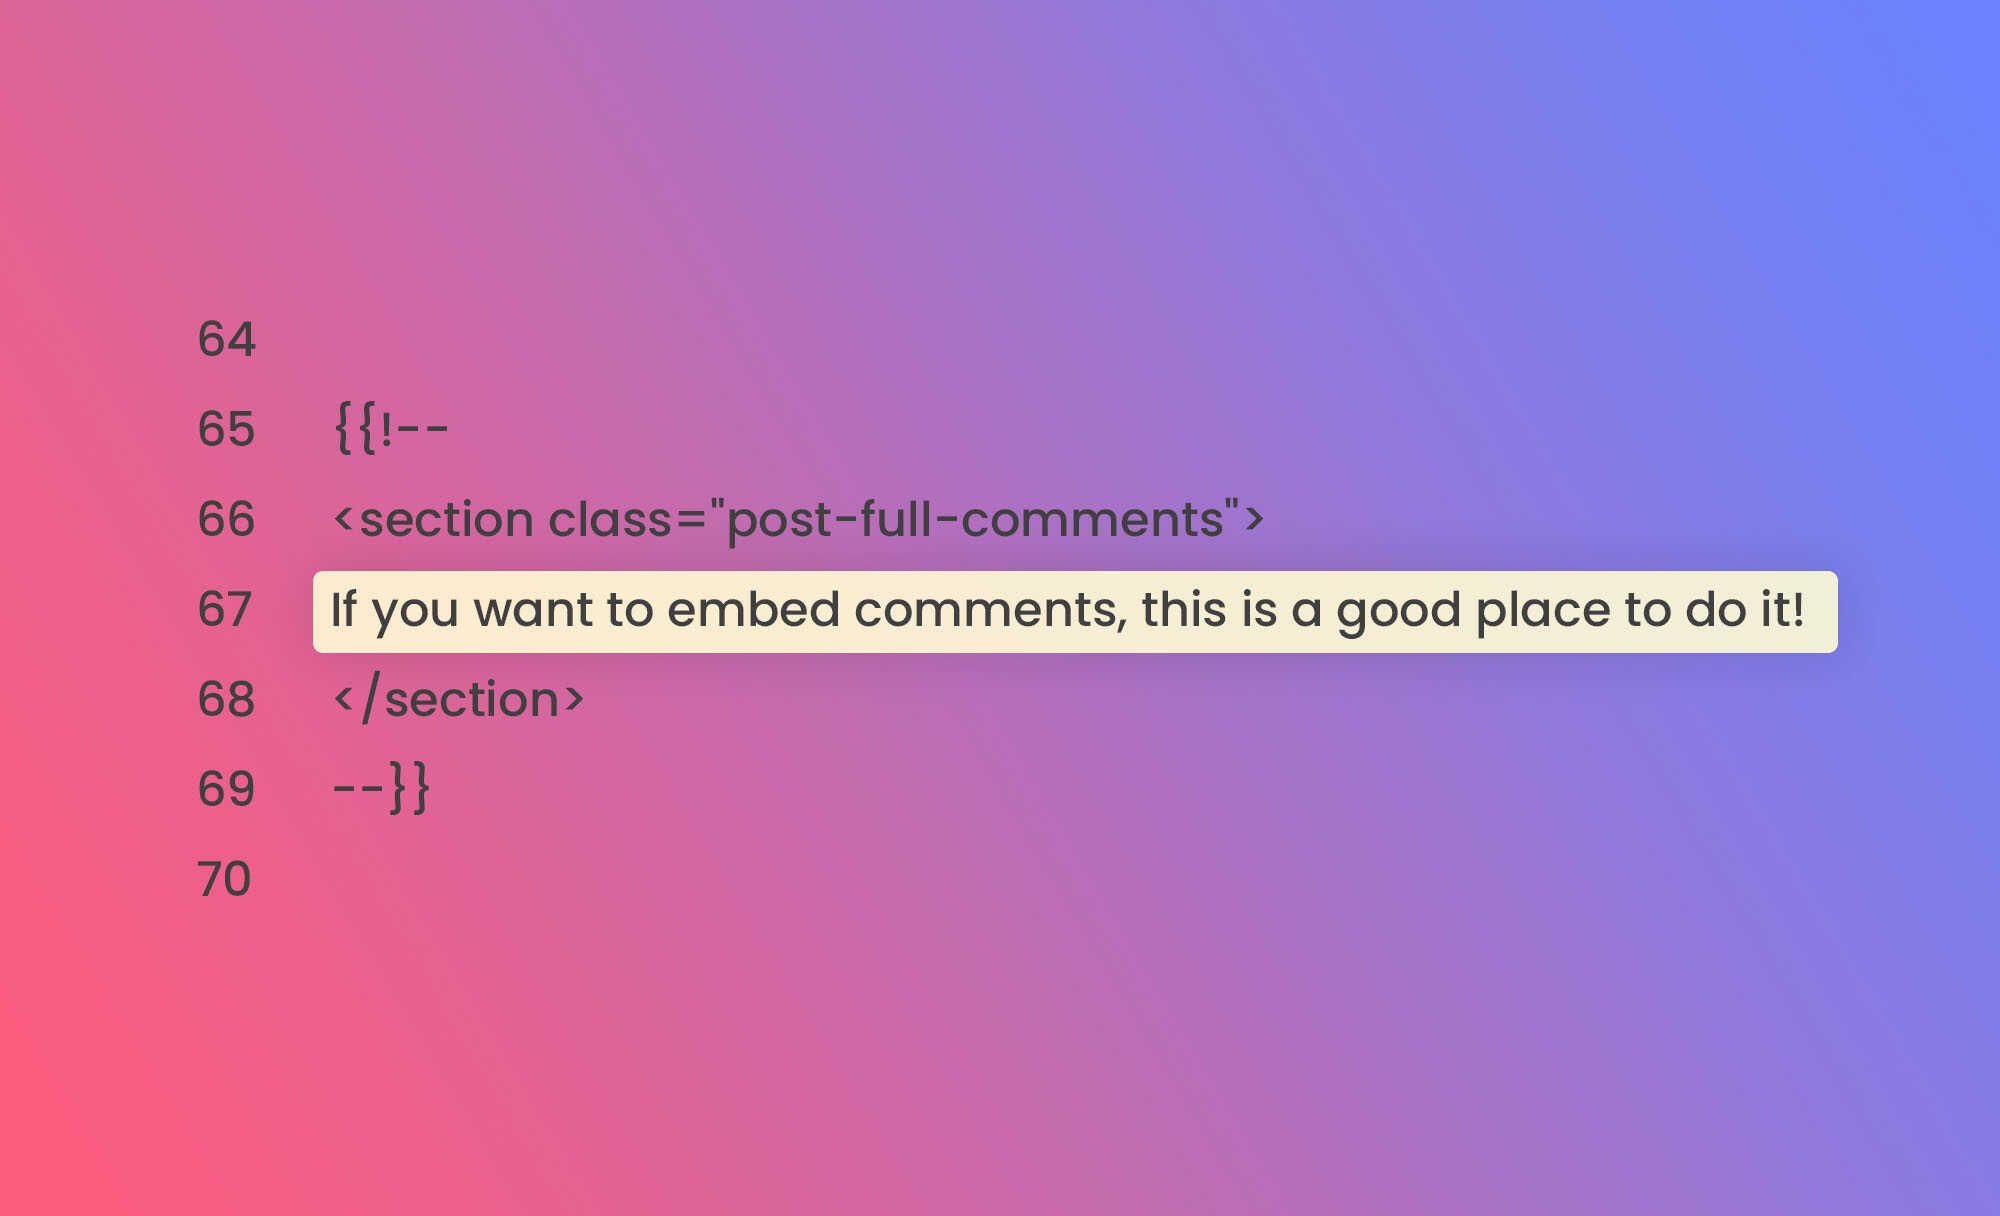 64
65 {{!--
66 <section class="post-full-comments">
67 If you want to embed comments, this is a good place to do it!
68 </section>
69 --}}
70